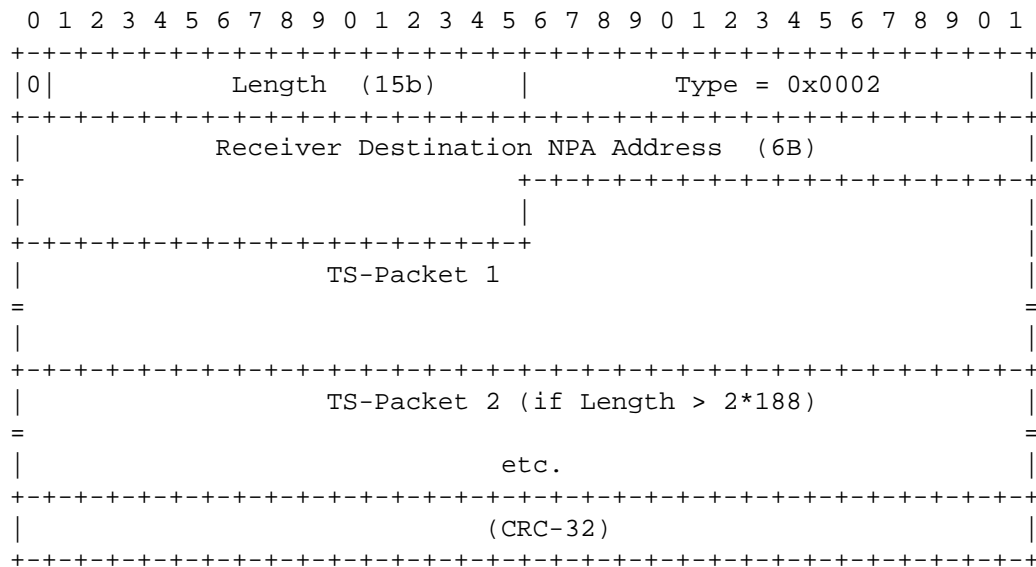 0 1 2 3 4 5 6 7 8 9 0 1 2 3 4 5 6 7 8 9 0 1 2 3 4 5 6 7 8 9 0 1
+-+-+-+-+-+-+-+-+-+-+-+-+-+-+-+-+-+-+-+-+-+-+-+-+-+-+-+-+-+-+-+-+
|0|            Length  (15b)      |         Type = 0x0002         |
+-+-+-+-+-+-+-+-+-+-+-+-+-+-+-+-+-+-+-+-+-+-+-+-+-+-+-+-+-+-+-+-+
|            Receiver Destination NPA Address  (6B)             |
+                               +-+-+-+-+-+-+-+-+-+-+-+-+-+-+-+-+
|                               |                               |
+-+-+-+-+-+-+-+-+-+-+-+-+-+-+-+-+                               |
|                   TS-Packet 1                                 |
=                                                               =
|                                                               |
+-+-+-+-+-+-+-+-+-+-+-+-+-+-+-+-+-+-+-+-+-+-+-+-+-+-+-+-+-+-+-+-+
|                   TS-Packet 2 (if Length > 2*188)             |
=                                                               =
|                              etc.                             |
+-+-+-+-+-+-+-+-+-+-+-+-+-+-+-+-+-+-+-+-+-+-+-+-+-+-+-+-+-+-+-+-+
|                             (CRC-32)                          |
+-+-+-+-+-+-+-+-+-+-+-+-+-+-+-+-+-+-+-+-+-+-+-+-+-+-+-+-+-+-+-+-+